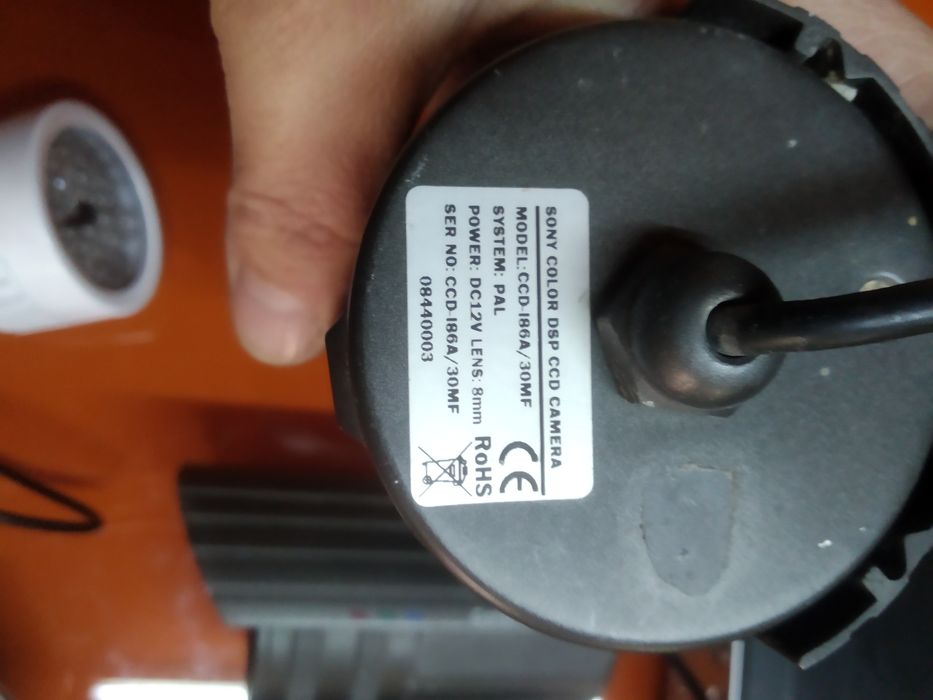 SONY COLOR DSP CCD CAMERA
MODEL:CCD-I86A/30MF
SYSTEM: PAL
POWER: DC12V LENS: 8mm
SER NO: CCD-I86A/30MF
08440003
CE
RoHS